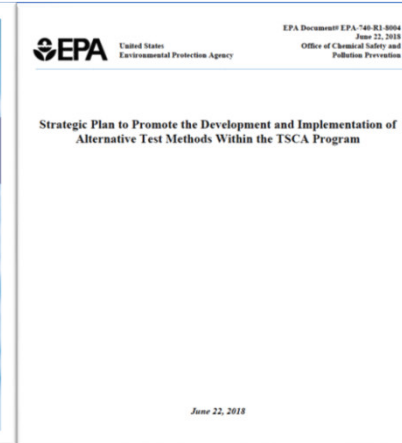 EPA Document# EPA-740-R1-8004
June 22, 2018
Office of Chemical Safety and
Pollution Prevention
EPA
United States
Environmental Protection Agency
Strategic Plan to Promote the Development and Implementation of
Alternative Test Methods Within the TSCA Program
June 22, 2018